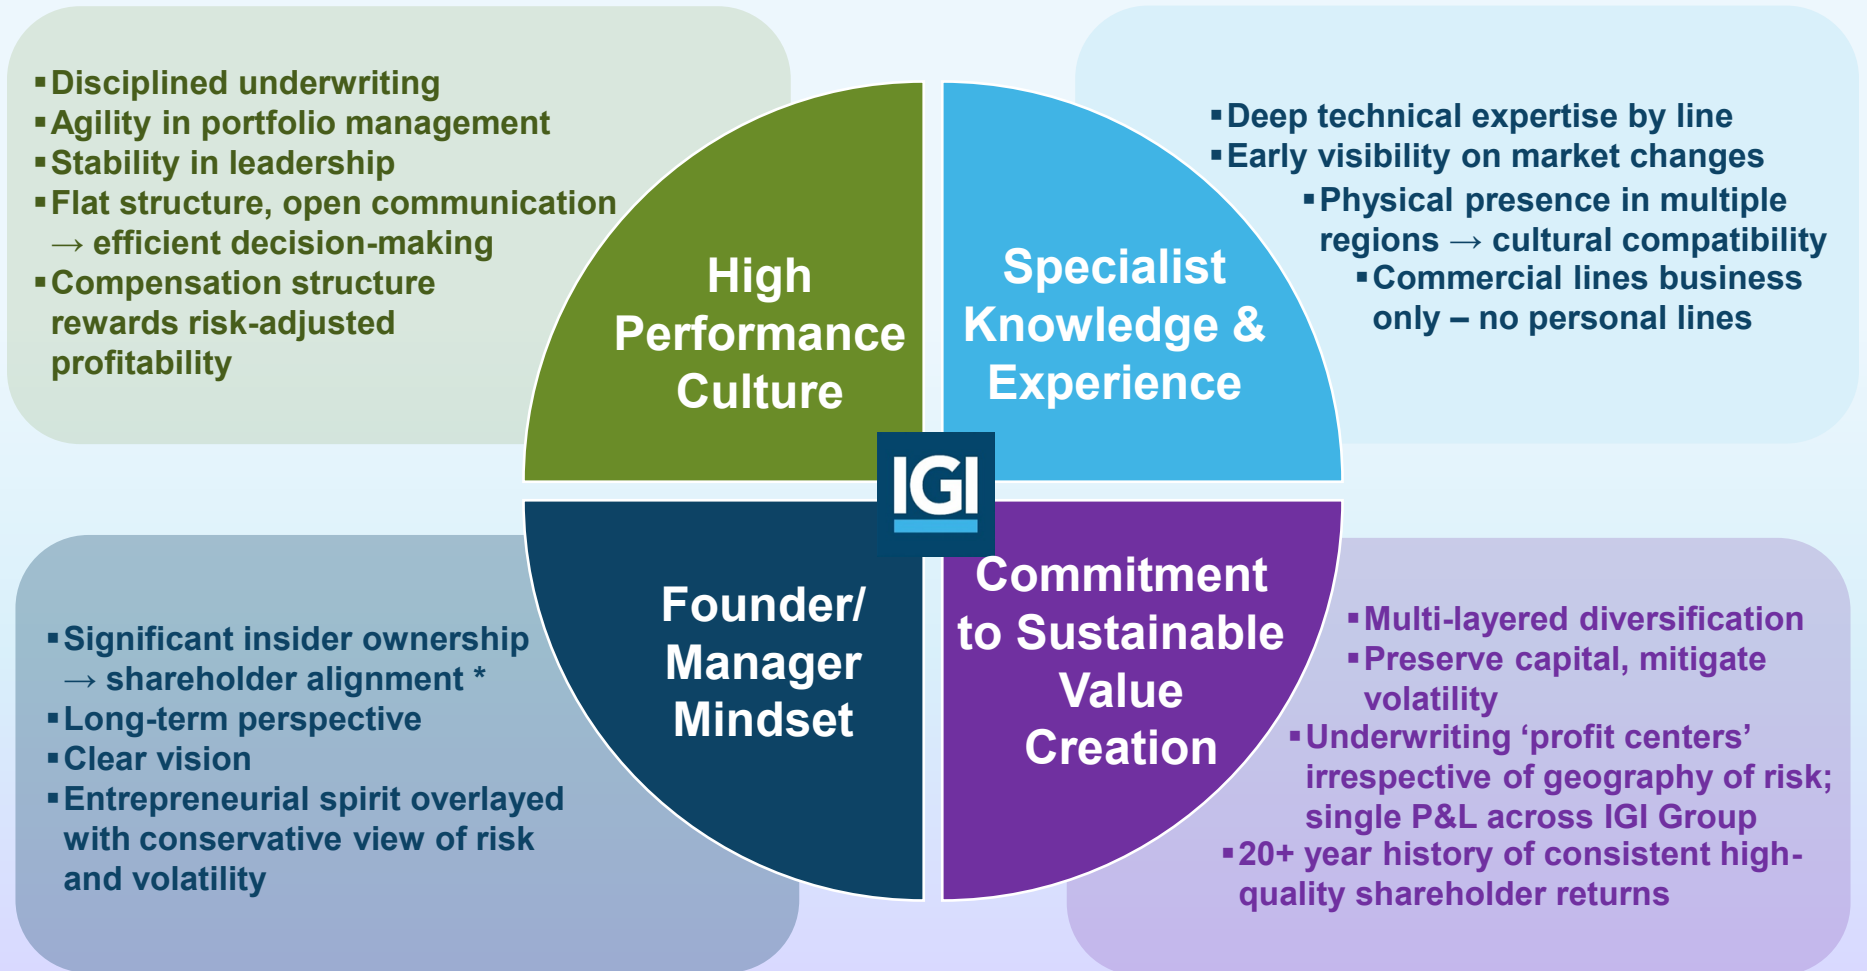 ▪Disciplined underwriting
▪Agility in portfolio management
▪Stability in leadership
▪Flat structure, open communication
→ efficient decision-making
▪Compensation structure
rewards risk-adjusted
profitability
High
Performance
Culture
Specialist
Knowledge &
Experience
▪Deep technical expertise by line
▪Early visibility on market changes
▪Physical presence in multiple
regions → cultural compatibility
▪Commercial lines business
only – no personal lines
IGI
▪Significant insider ownership
→ shareholder alignment *
▪Long-term perspective
▪Clear vision
▪Entrepreneurial spirit overlayed
with conservative view of risk
and volatility
Founder/
Manager
Mindset
Commitment
to Sustainable
Value
Creation
▪Multi-layered diversification
▪Preserve capital, mitigate
volatility
▪Underwriting ‘profit centers’
irrespective of geography of risk;
single P&L across IGI Group
▪20+ year history of consistent high-
quality shareholder returns